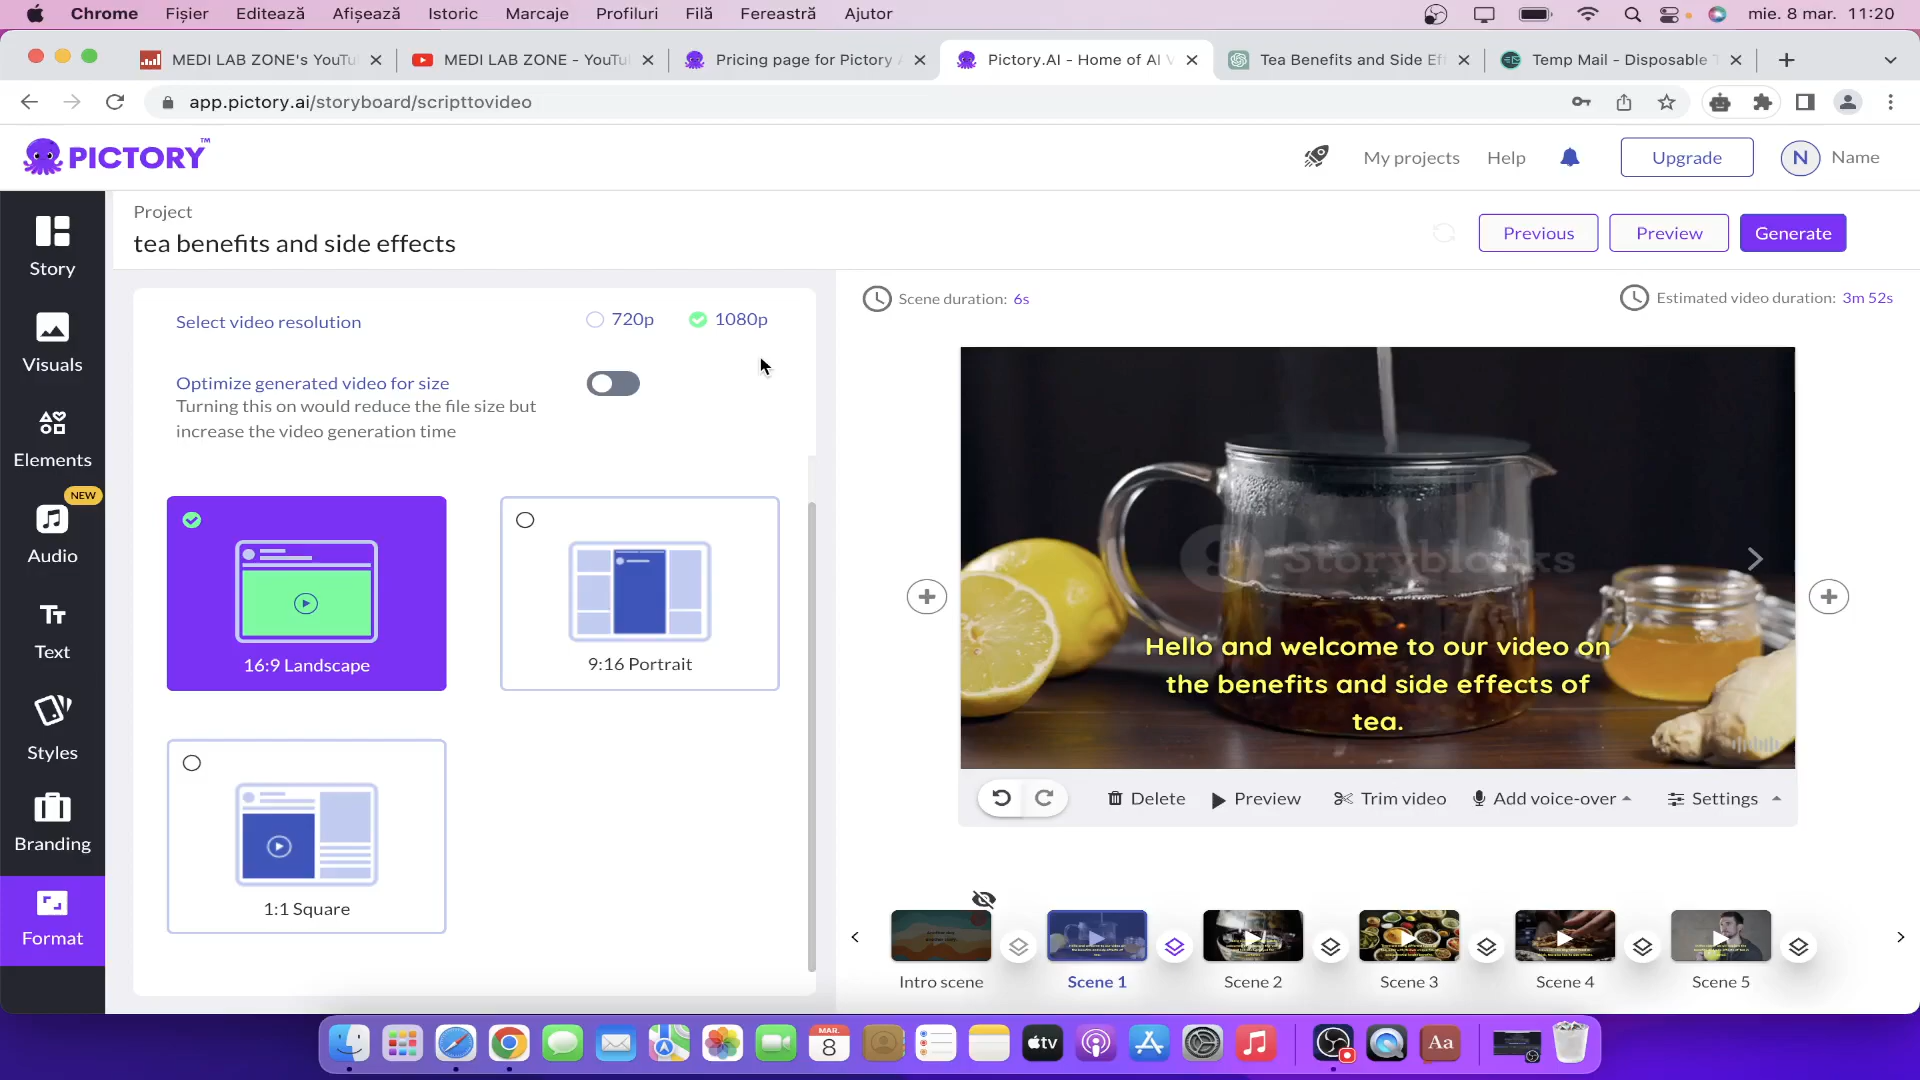 Chrome Fișier Editează Afișează Istoric Marcaje Profiluri Filă Fereastră Ajutor mie. 8 mar. 11:20
MEDI LAB ZONE's YouTu MEDI LAB ZONE - YouTu Pricing page for Pictory Pictory.AI - Home of AI V Tea Benefits and Side Ef Temp Mail - Disposable
app.pictory.ai/storyboard/scripttovideo
PICTORY™ My projects Help Upgrade N Name
Project
tea benefits and side effects
Previous Preview Generate
Story
Visuals
Elements
NEW
Audio
Text
Styles
Branding
Format
Select video resolution 720p 1080p
Optimize generated video for size
Turning this on would reduce the file size but
increase the video generation time
16:9 Landscape 9:16 Portrait
1:1 Square
Scene duration: 6s Estimated video duration: 3m 52s
Storyblocks
Hello and welcome to our video on
the benefits and side effects of
tea.
Delete Preview Trim video Add voice-over Settings
Intro scene Scene 1 Scene 2 Scene 3 Scene 4 Scene 5
MAR.
8
tv
Aa